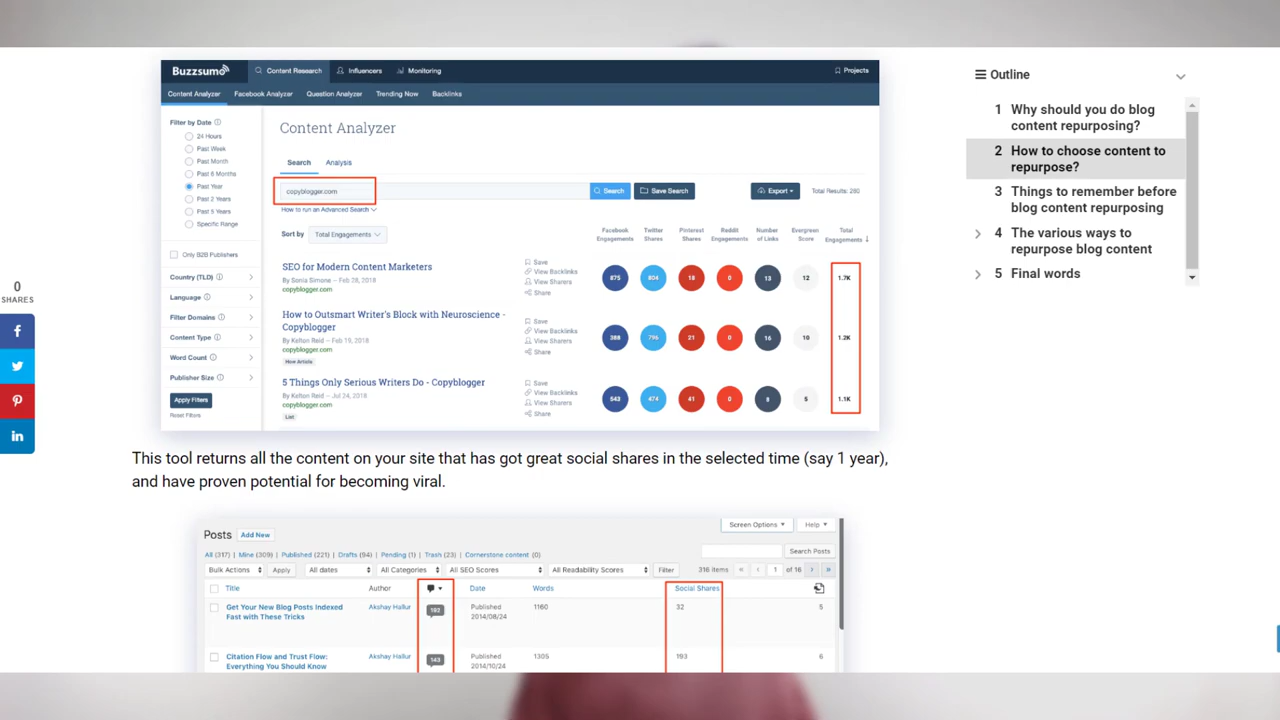 Buzzsumo
Content Research
Influencers
Monitoring
Projects
Content Analyzer
Facebook Analyzer
Question Analyzer
Trending Now
Backlinks
Filter by Date
24 Hours
Past Week
Past Month
Past 6 Months
Past Year
Past 2 Years
Past 5 Years
Specific Range
Only B2B Publishers
Country (TLD)
Language
Filter Domains
Content Type
Word Count
Publisher Size
Apply Filters
Reset Filters
Content Analyzer
Search Analysis
copyblogger.com
Search
Save Search
Export
Total Results: 260
How to run an Advanced Search
Sort by Total Engagements
Facebook Engagements
Twitter Shares
Pinterest Shares
Reddit Engagements
Number of Links
Evergreen Score
Total Engagements
SEO for Modern Content Marketers
By Sonia Simone - Feb 28, 2018
copyblogger.com
Save
View Backlinks
View Sharers
Share
875 804 18 0 13 12 1.7K
How to Outsmart Writer's Block with Neuroscience -
Copyblogger
By Kelton Reid - Feb 19, 2018
copyblogger.com
How Article
Save
View Backlinks
View Sharers
Share
388 796 21 0 16 10 1.2K
5 Things Only Serious Writers Do - Copyblogger
By Kelton Reid - Jul 24, 2018
copyblogger.com
List
Save
View Backlinks
View Sharers
Share
543 474 41 0 8 5 1.1K
Outline
1 Why should you do blog
content repurposing?
2 How to choose content to
repurpose?
3 Things to remember before
blog content repurposing
4 The various ways to
repurpose blog content
5 Final words
0
SHARES
This tool returns all the content on your site that has got great social shares in the selected time (say 1 year),
and have proven potential for becoming viral.
Posts Add New
Screen Options Help
All (317) | Mine (309) | Published (221) | Drafts (94) | Pending (1) | Trash (23) | Cornerstone content (0)
Search Posts
Bulk Actions Apply All dates All Categories All SEO Scores All Readability Scores Filter 316 items « ‹ 1 of 16 › »
Title Author Date Words Social Shares
Get Your New Blog Posts Indexed
Fast with These Tricks
Akshay Hallur
192
Published
2014/08/24
1160
32
5
Citation Flow and Trust Flow:
Everything You Should Know
Akshay Hallur
143
Published
2014/10/24
1305
193
6